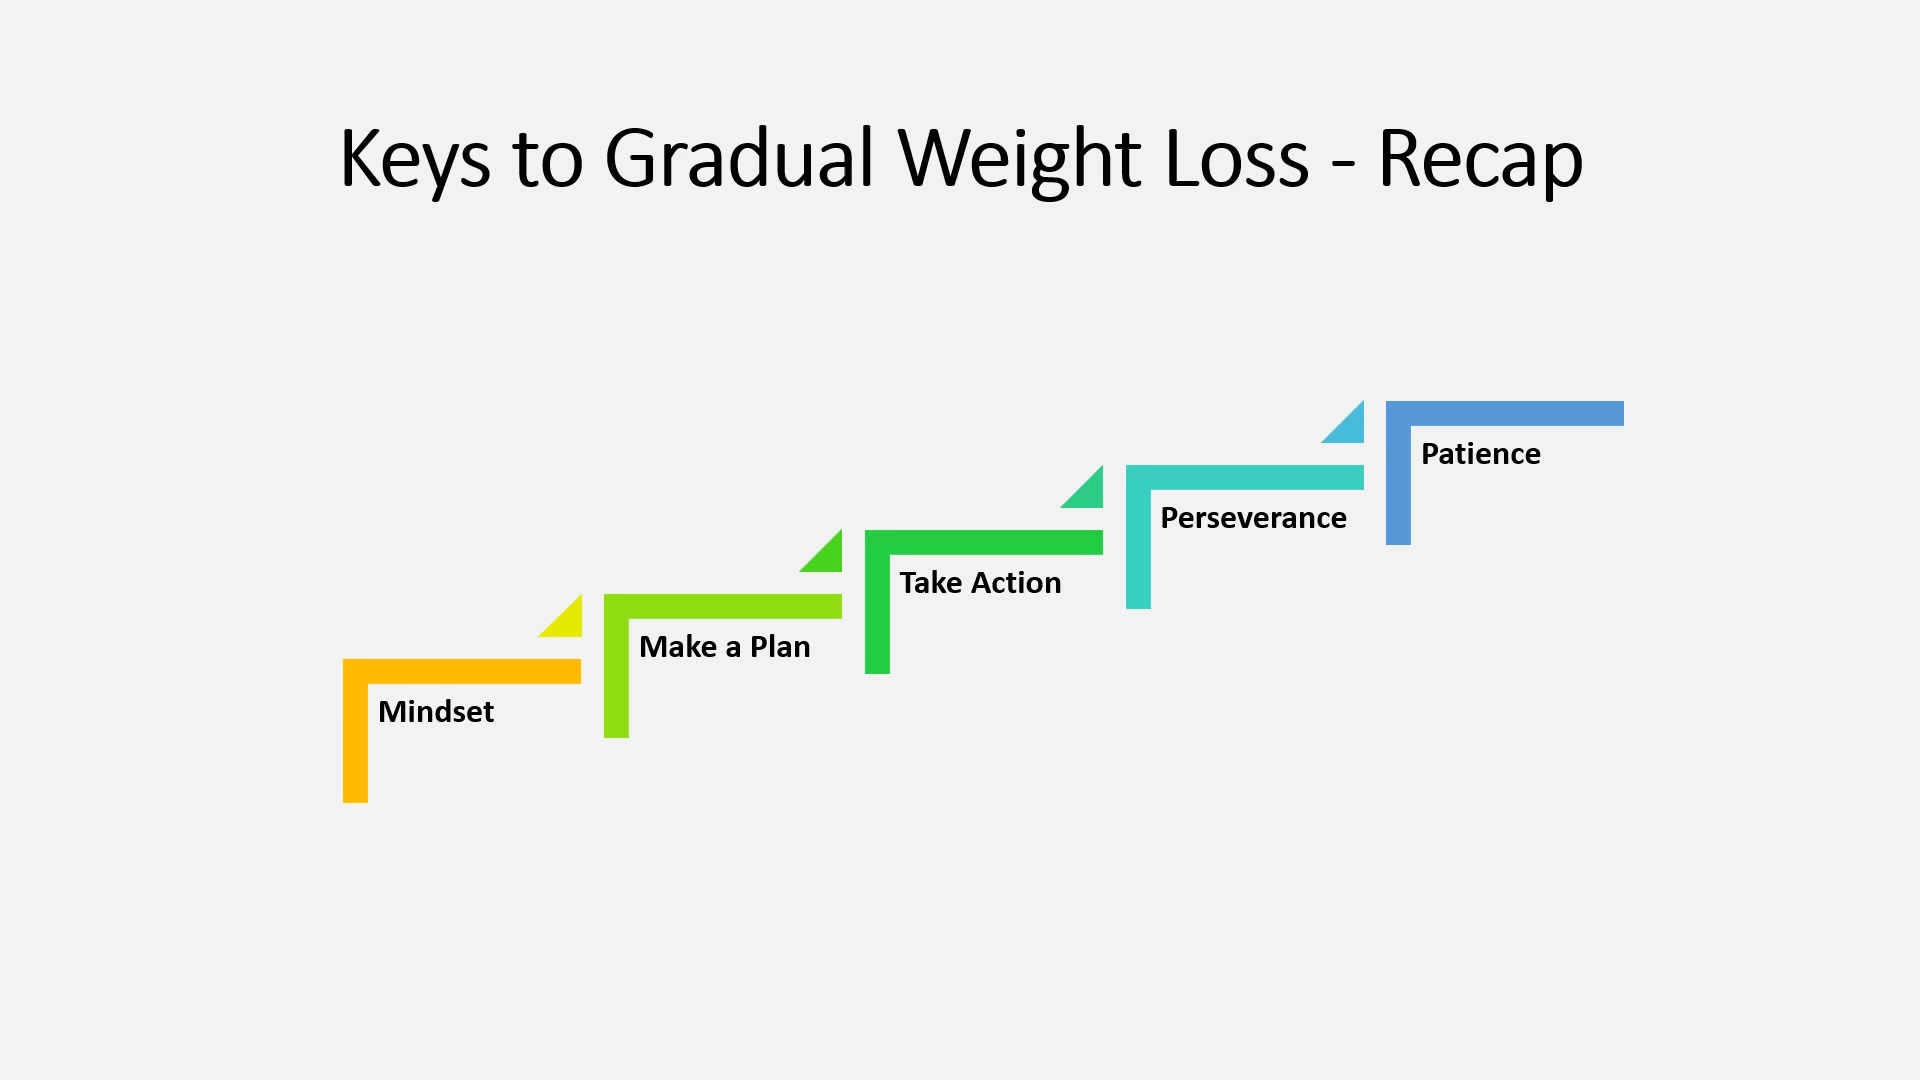 Keys to Gradual Weight Loss - Recap
Mindset
Make a Plan
Take Action
Perseverance
Patience